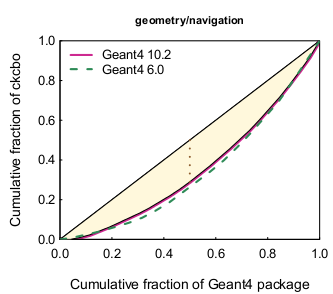 geometry/navigation
Cumulative fraction of ckcbo
1.0
0.8
0.6
0.4
0.2
0.0
Geant4 10.2
Geant4 6.0
0.0 0.2 0.4 0.6 0.8 1.0
Cumulative fraction of Geant4 package